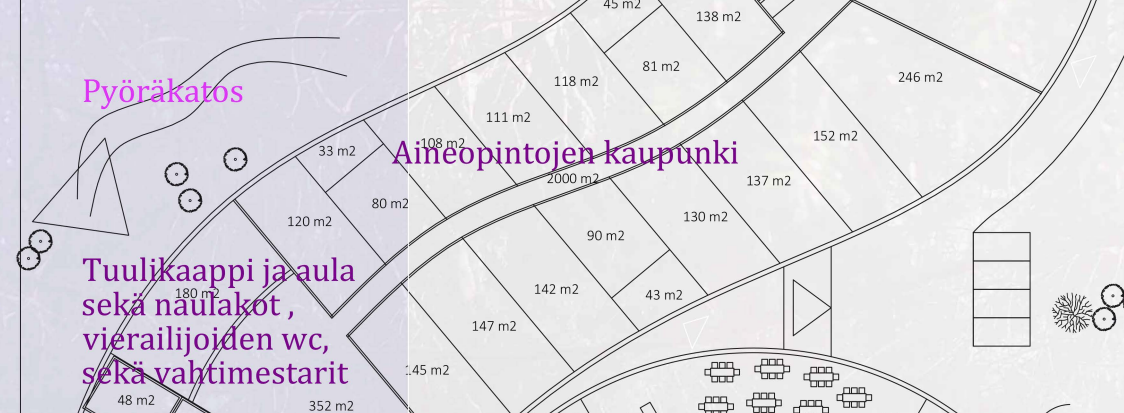 45 m2
138 m2
81 m2
118 m2
246 m2
Pyöräkatos
111 m2
108 m2
152 m2
33 m2
Aineopintojen kaupunki
2000 m2
137 m2
80 m2
120 m2
130 m2
90 m2
Tuulikaappi ja aula
sekä naulakot ,
vierailijoiden wc,
sekä vahtimestarit
180 m2
142 m2
43 m2
147 m2
145 m2
48 m2
352 m2